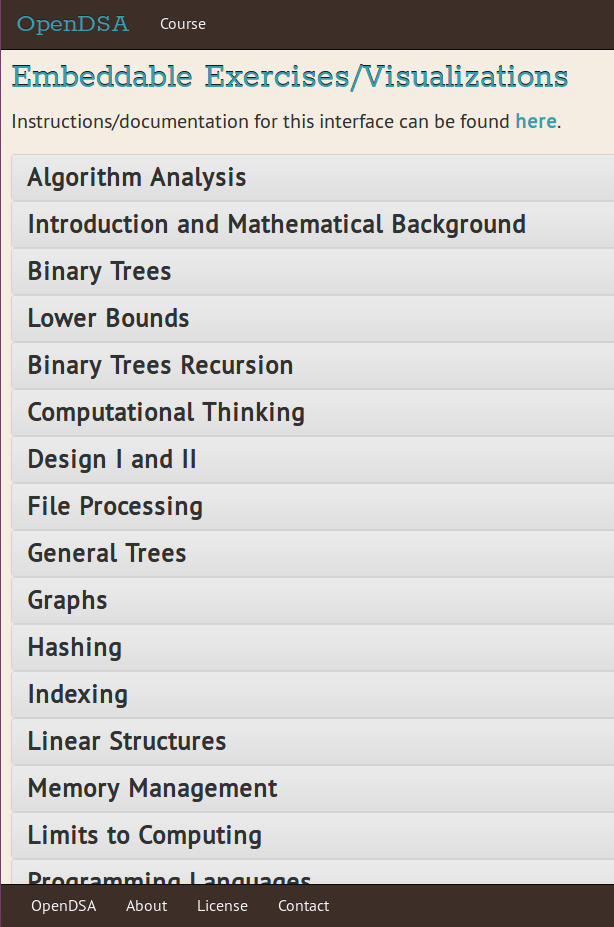 OpenDSA Course
Embeddable Exercises/Visualizations
Instructions/documentation for this interface can be found here.
Algorithm Analysis
Introduction and Mathematical Background
Binary Trees
Lower Bounds
Binary Trees Recursion
Computational Thinking
Design I and II
File Processing
General Trees
Graphs
Hashing
Indexing
Linear Structures
Memory Management
Limits to Computing
Programming Languages
OpenDSA About License Contact